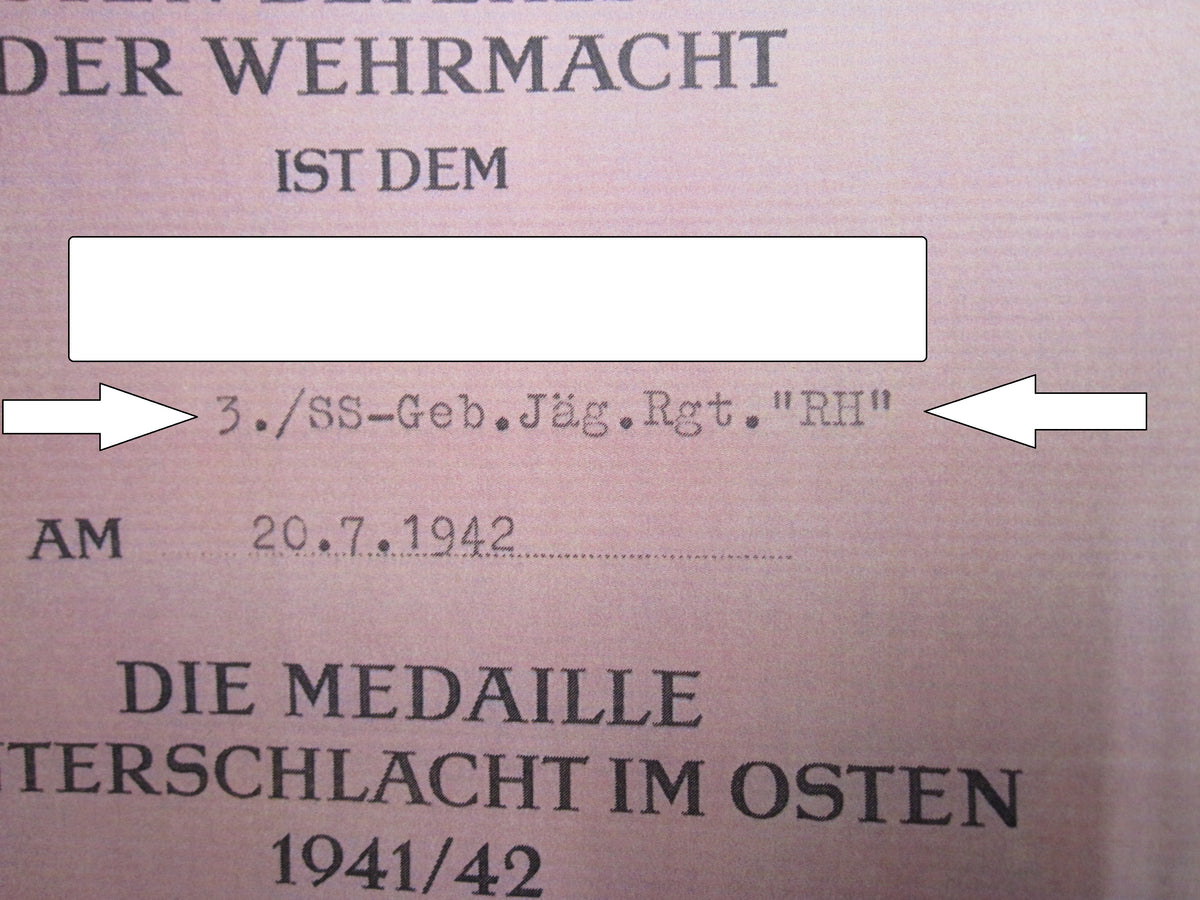 DER WEHRMACHT
IST DEM
3./SS-Geb.Jäg.Rgt."RH"
AM 20.7.1942
DIE MEDAILLE
NTERSCHLACHT IM OSTEN
1941/42